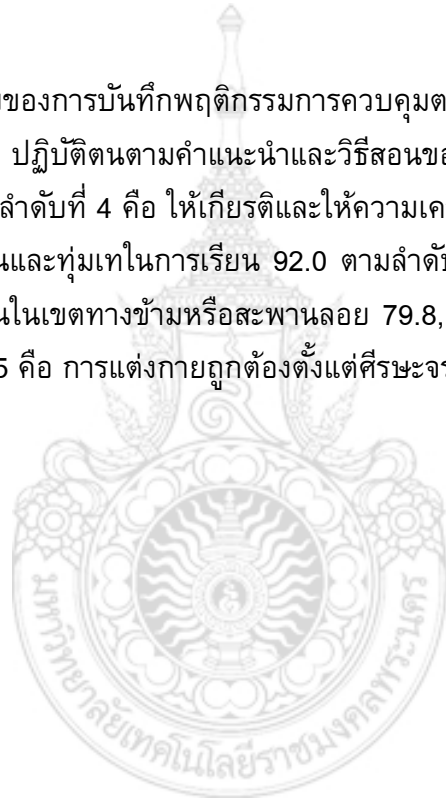 ของการบันทึกพฤติกรรมการควบคุมต
ปฏิบัติตนตามคำแนะนำและวิธีสอนขอ
ลำดับที่ 4 คือ ให้เกียรติและให้ความเค
นและทุ่มเทในการเรียน 92.0 ตามลำดับ
นในเขตทางข้ามหรือสะพานลอย 79.8,
5 คือ การแต่งกายถูกต้องตั้งแต่ศีรษะจร
มหาวิทยาลัยเทคโนโลยีราชมงคลพระนคร